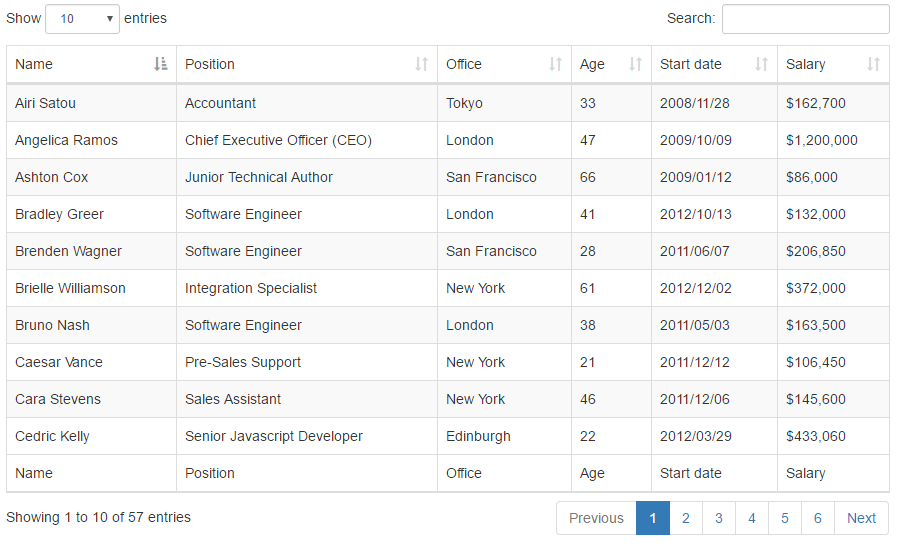 Show 10 entries Search:
Name Position Office Age Start date Salary
Airi Satou Accountant Tokyo 33 2008/11/28 $162,700
Angelica Ramos Chief Executive Officer (CEO) London 47 2009/10/09 $1,200,000
Ashton Cox Junior Technical Author San Francisco 66 2009/01/12 $86,000
Bradley Greer Software Engineer London 41 2012/10/13 $132,000
Brenden Wagner Software Engineer San Francisco 28 2011/06/07 $206,850
Brielle Williamson Integration Specialist New York 61 2012/12/02 $372,000
Bruno Nash Software Engineer London 38 2011/05/03 $163,500
Caesar Vance Pre-Sales Support New York 21 2011/12/12 $106,450
Cara Stevens Sales Assistant New York 46 2011/12/06 $145,600
Cedric Kelly Senior Javascript Developer Edinburgh 22 2012/03/29 $433,060
Name Position Office Age Start date Salary
Showing 1 to 10 of 57 entries Previous 1 2 3 4 5 6 Next